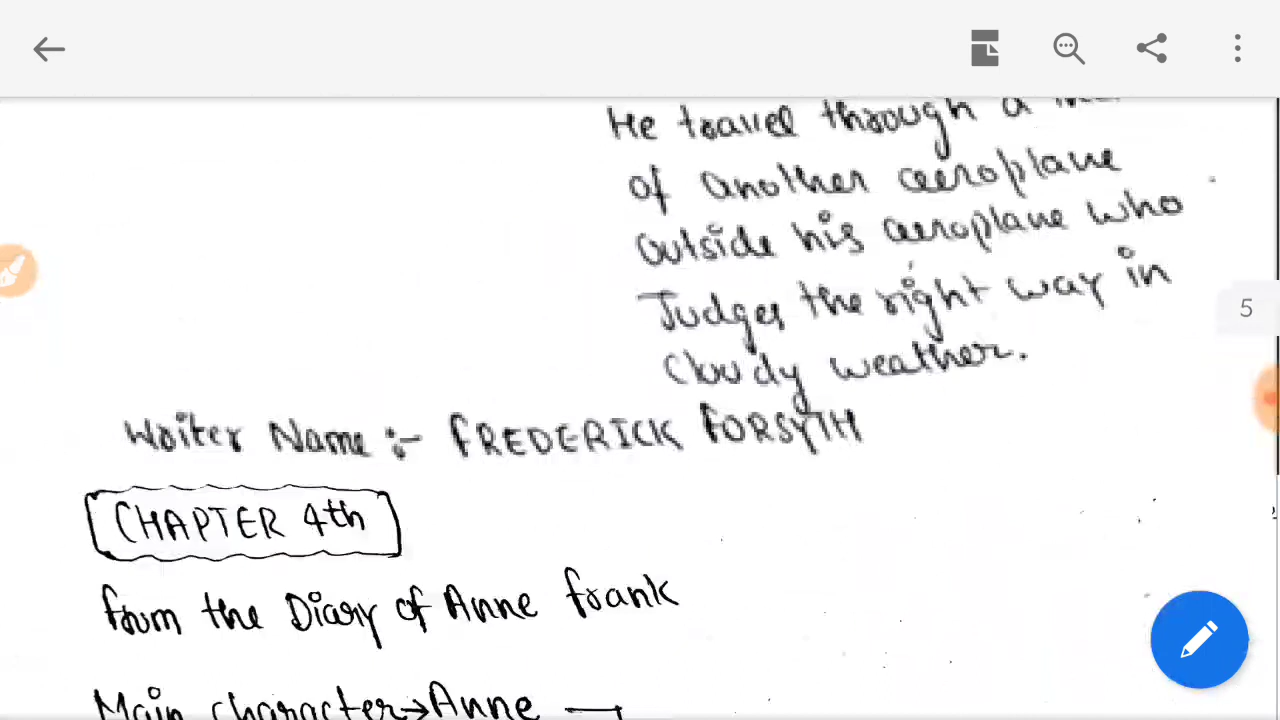 He travel through a
of another aeroplane
outside his aeroplane who
Judges the right way in
Cloudy weather.
Writer Name :- FREDERICK FORSYTH
CHAPTER 4th
from the Diary of Anne frank
Main character→Anne
5